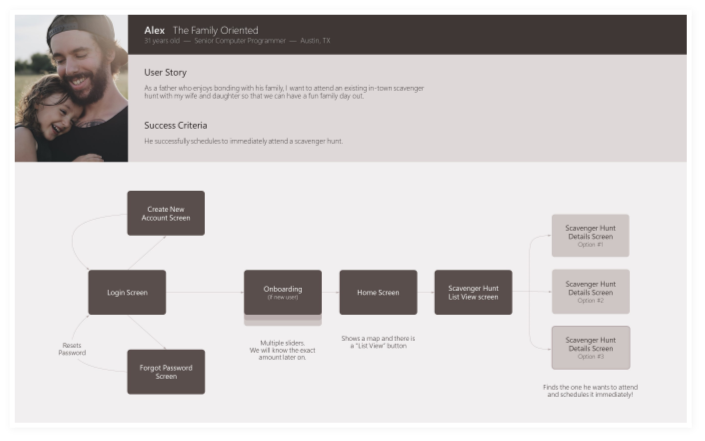 Alex The Family Oriented
31 years old — Senior Computer Programmer — Austin, TX
User Story
As a father who enjoys bonding with his family, I want to attend an existing in-town scavenger
hunt with my wife and daughter so that we can have a fun family day out.
Success Criteria
He successfully schedules to immediately attend a scavenger hunt.
Create New
Account Screen
Login Screen
Resets
Password
Forgot Password
Screen
Onboarding
(if new user)
Multiple sliders.
We will know the exact
amount later on.
Home Screen
Shows a map and there is
a "List View" button
Scavenger Hunt
List View screen
Scavenger Hunt
Details Screen
Option #1
Scavenger Hunt
Details Screen
Option #2
Scavenger Hunt
Details Screen
Option #3
Finds the one he wants to attend
and schedules it immediately!